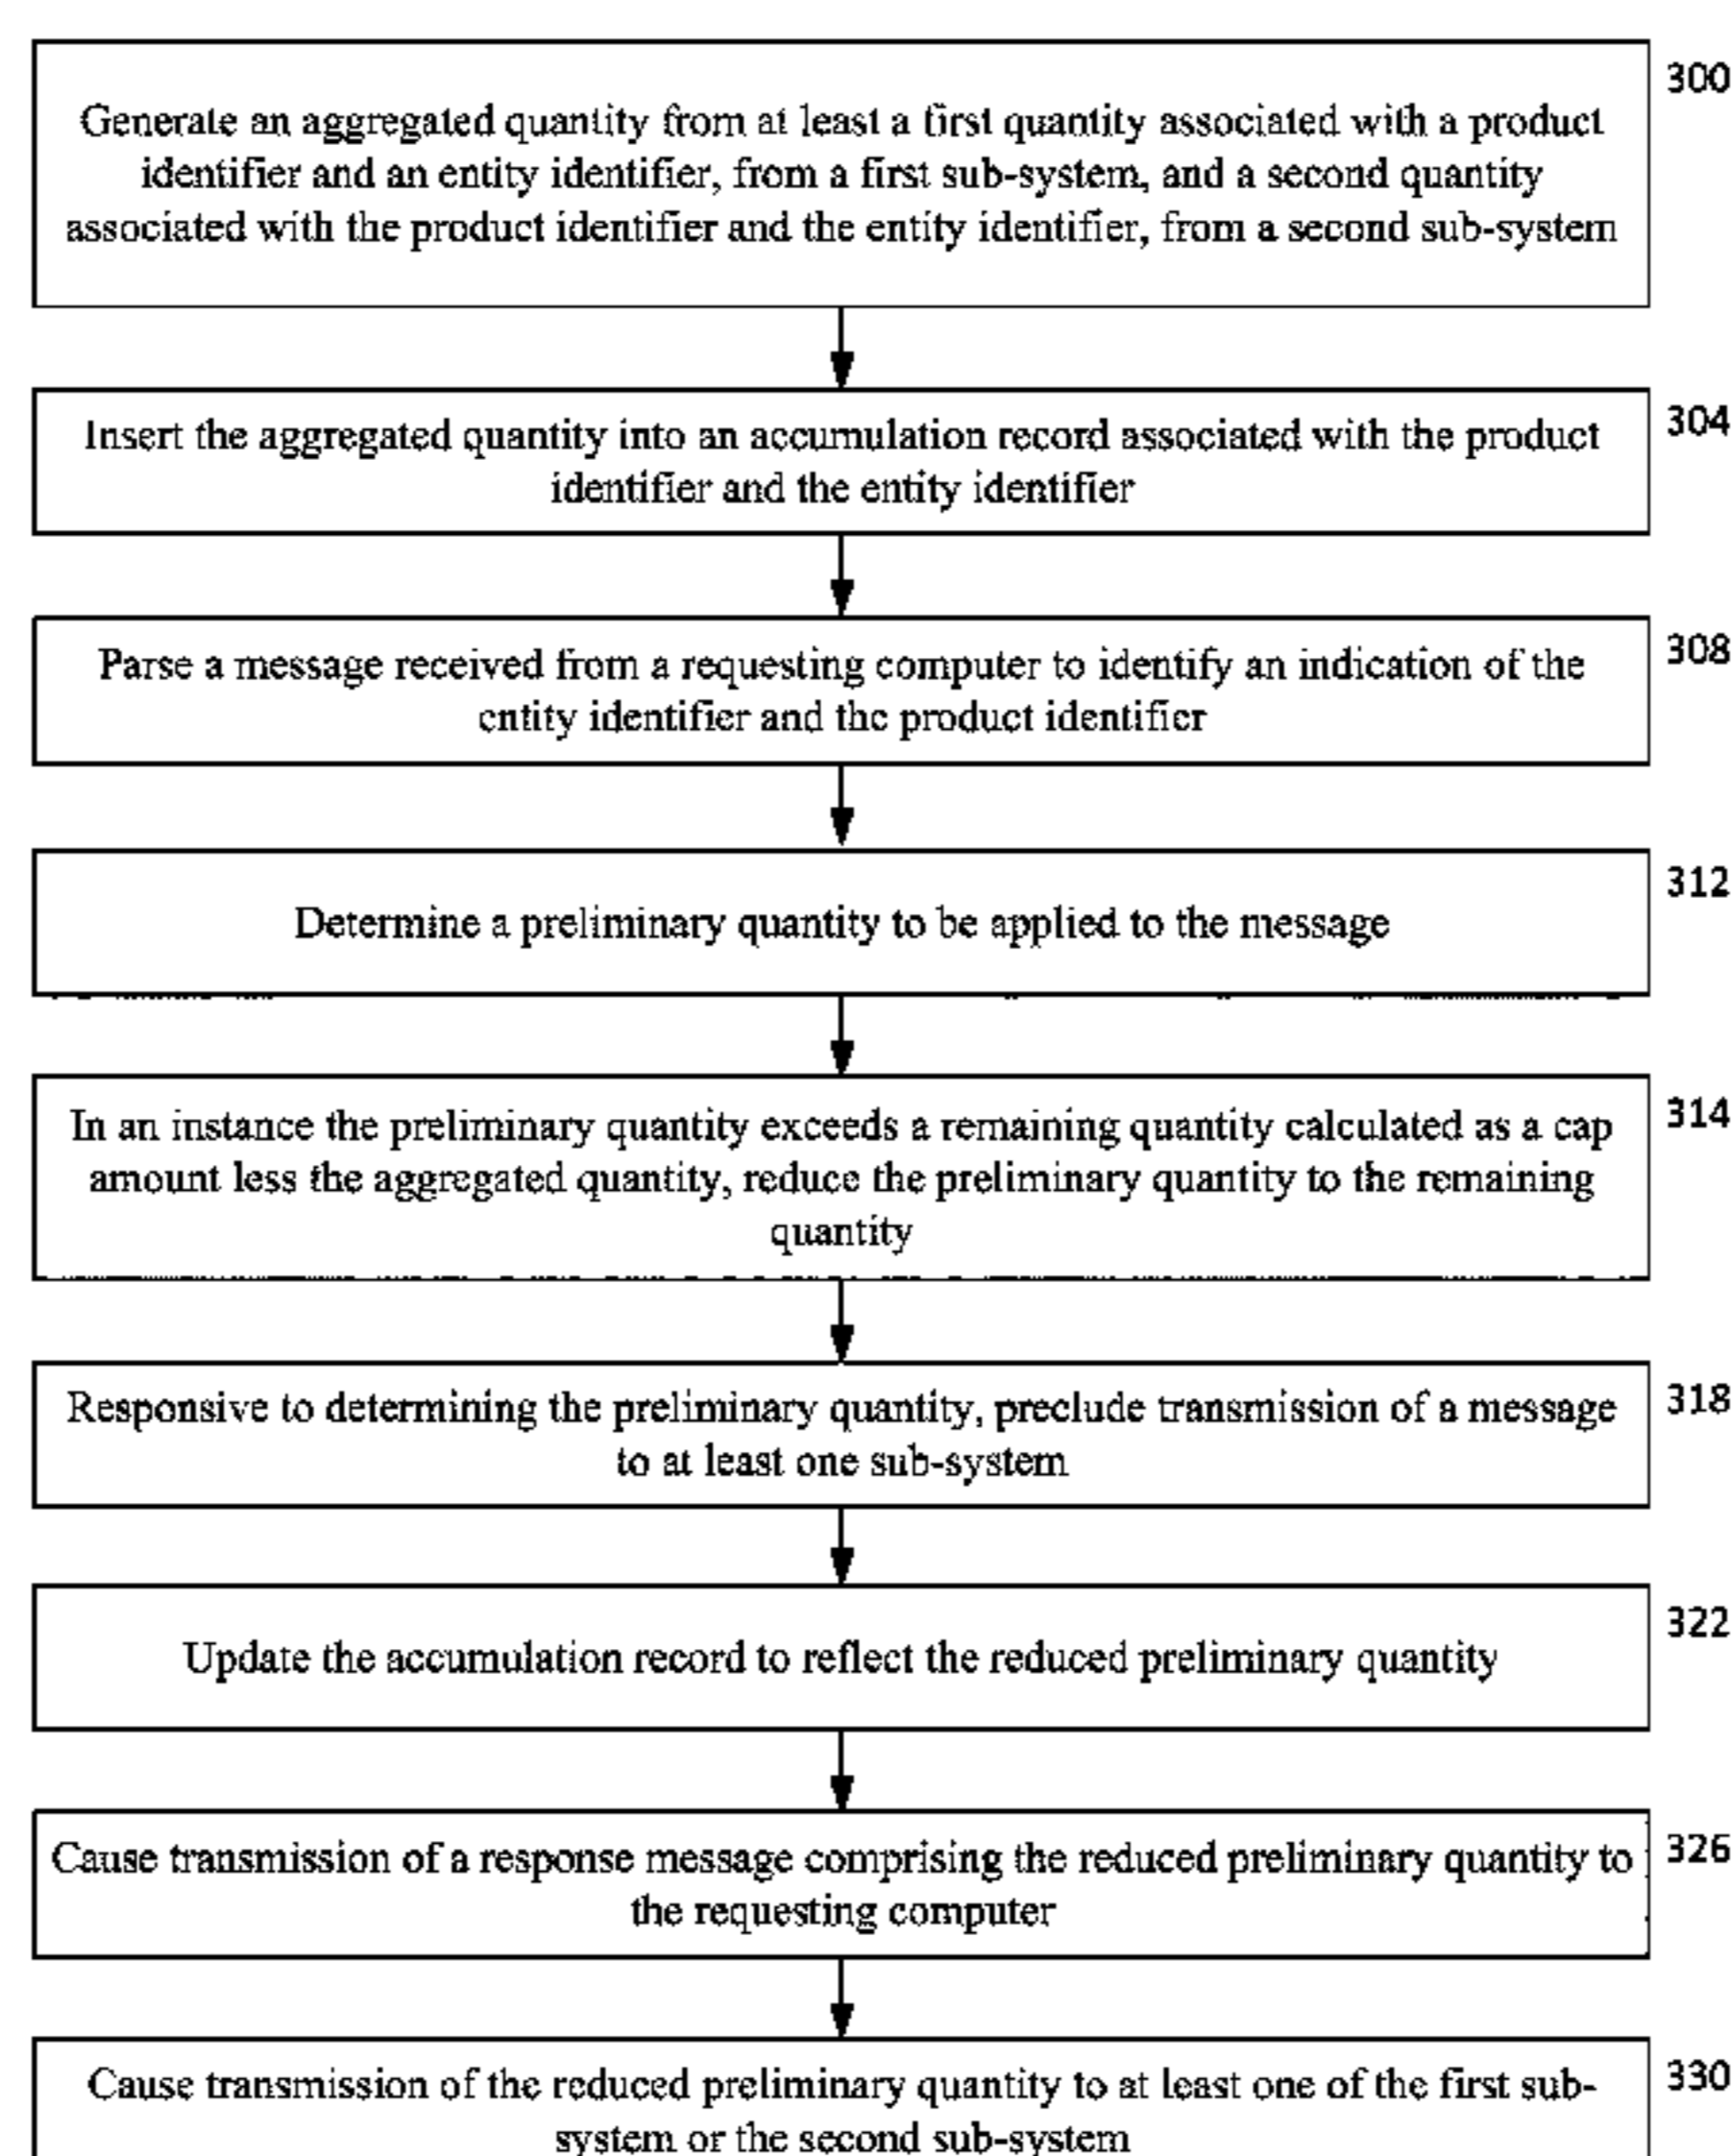 300
Generate an aggregated quantity from at least a first quantity associated with a product
identifier and an entity identifier, from a first sub-system, and a second quantity
associated with the product identifier and the entity identifier, from a second sub-system
304
Insert the aggregated quantity into an accumulation record associated with the product
identifier and the entity identifier
308
Parse a message received from a requesting computer to identify an indication of the
entity identifier and the product identifier
312
Determine a preliminary quantity to be applied to the message
314
In an instance the preliminary quantity exceeds a remaining quantity calculated as a cap
amount less the aggregated quantity, reduce the preliminary quantity to the remaining
quantity
318
Responsive to determining the preliminary quantity, preclude transmission of a message
to at least one sub-system
322
Update the accumulation record to reflect the reduced preliminary quantity
326
Cause transmission of a response message comprising the reduced preliminary quantity to
the requesting computer
330
Cause transmission of the reduced preliminary quantity to at least one of the first sub-
system or the second sub-system